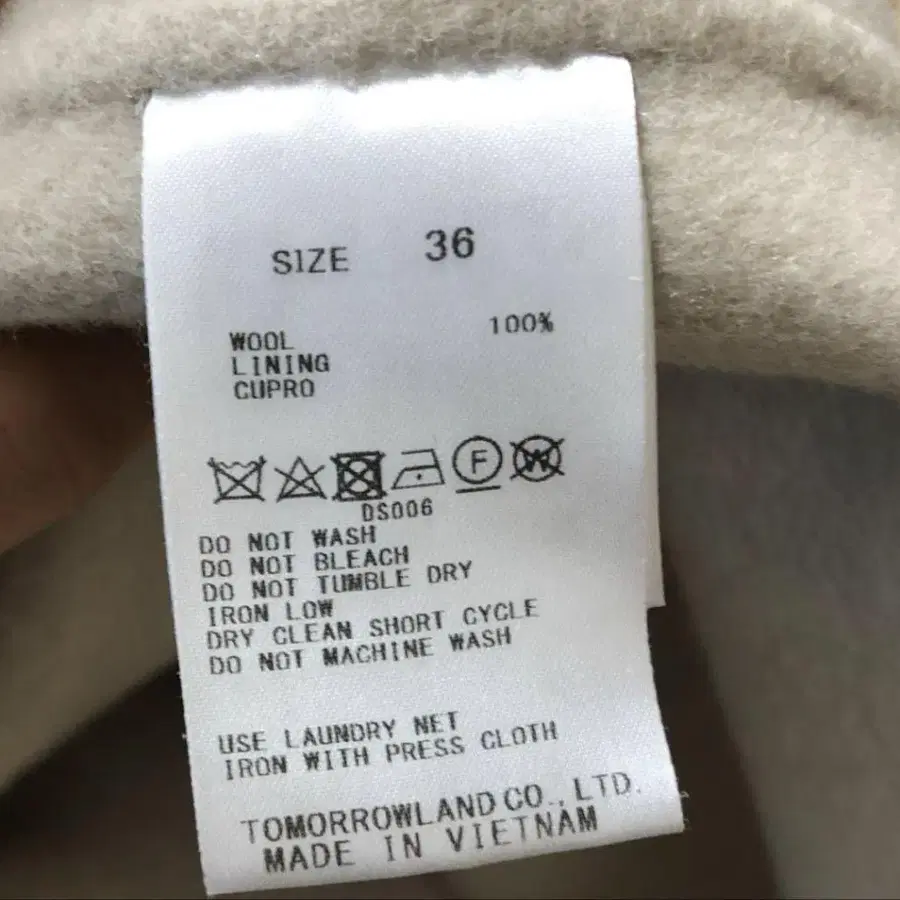 SIZE 36
WOOL 100%
LINING
CUPRO
F W
DS006
DO NOT WASH
DO NOT BLEACH
DO NOT TUMBLE DRY
IRON LOW
DRY CLEAN SHORT CYCLE
DO NOT MACHINE WASH
USE LAUNDRY NET
IRON WITH PRESS CLOTH
TOMORROWLAND CO., LTD.
MADE IN VIETNAM